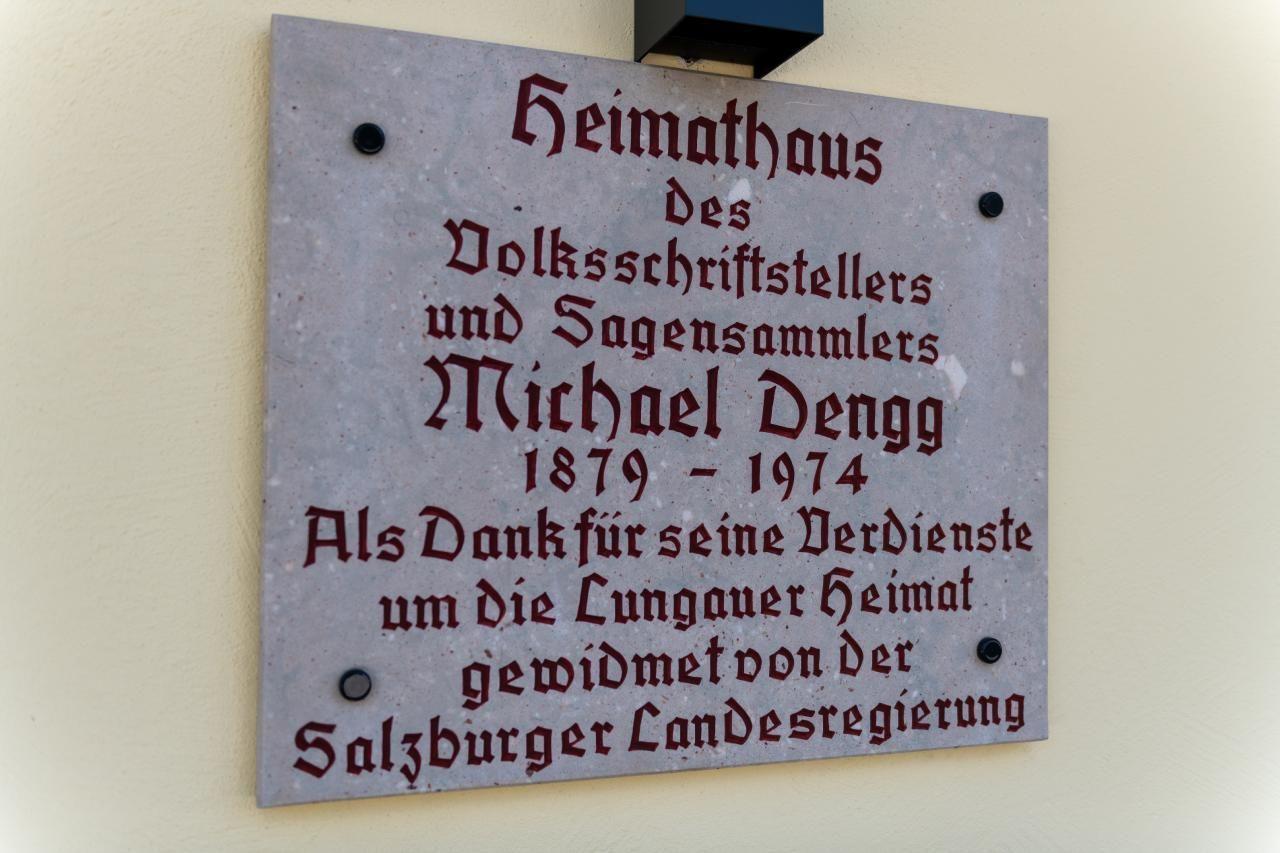 Heimathaus
des
Volksschriftstellers
und Sagensammlers
Michael Dengg
1879 - 1974
Als Dank für seine Verdienste
um die Lungauer Heimat
gewidmet von der
Salzburger Landesregierung